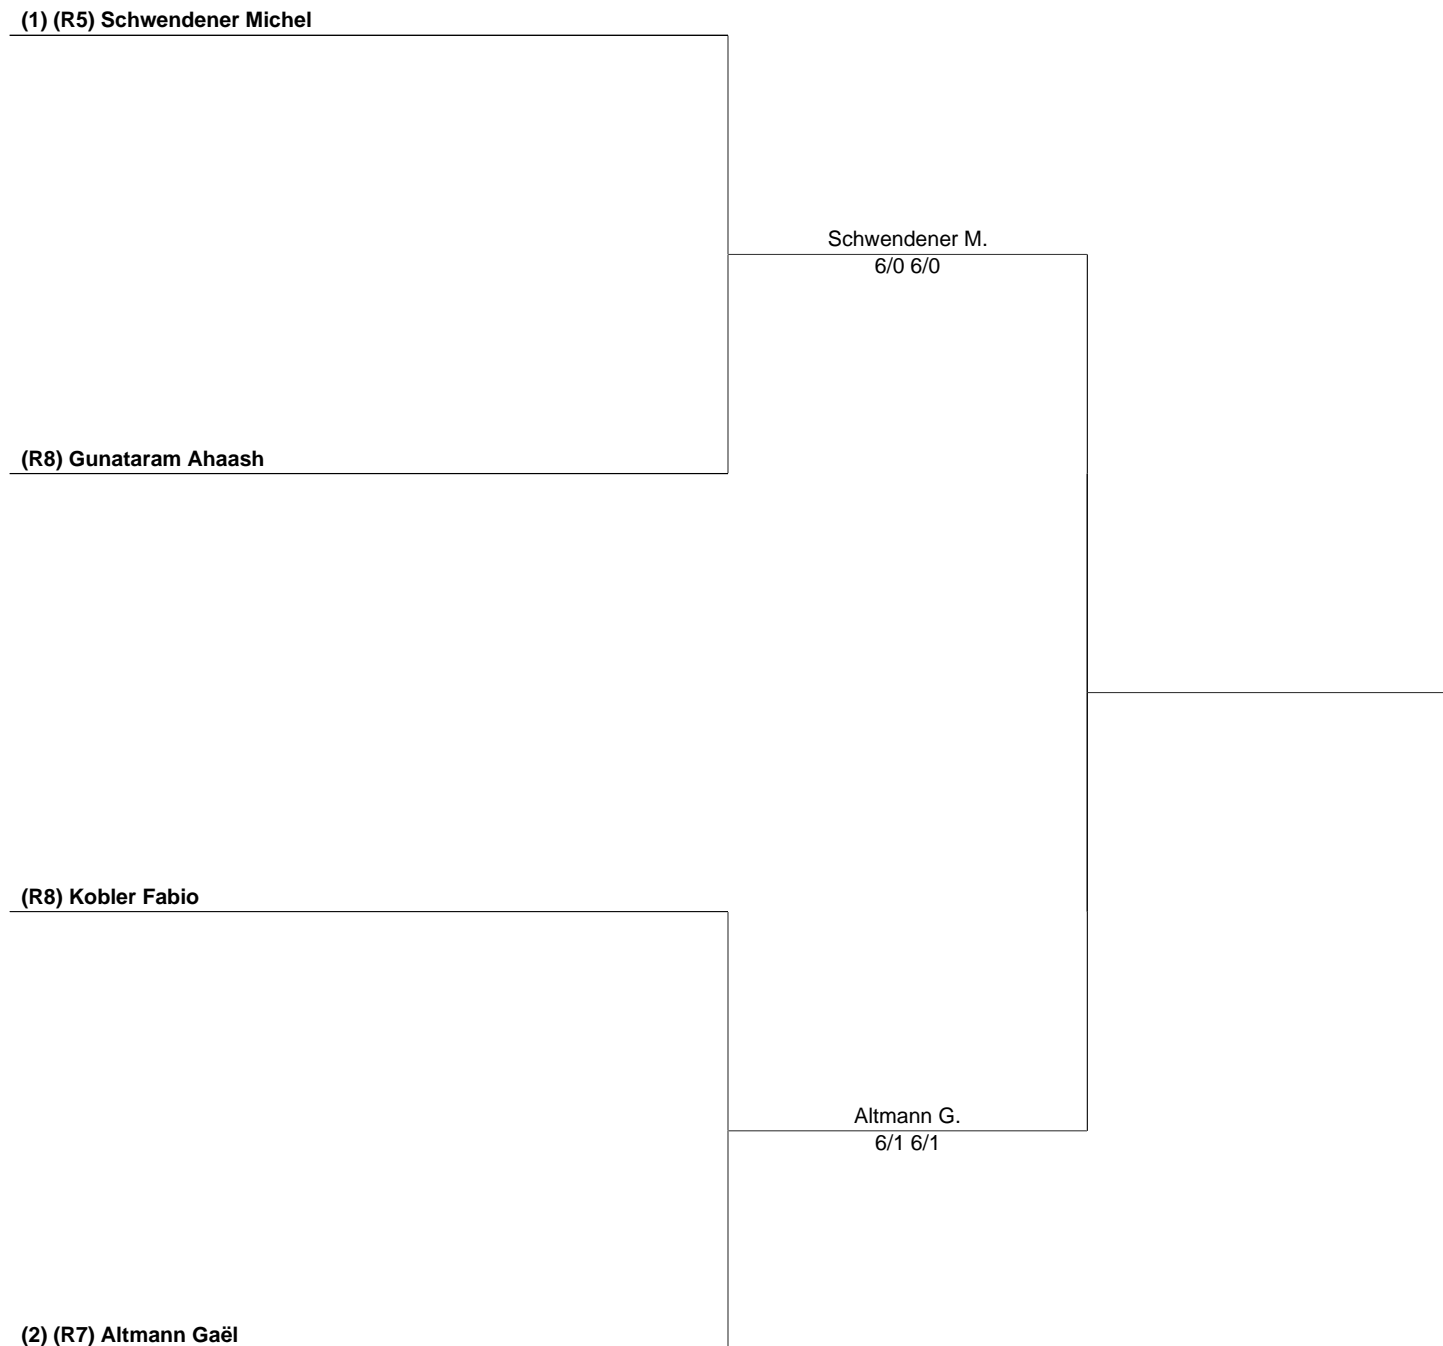 (1) (R5) Schwendener Michel
Schwendener M.
6/0 6/0
(R8) Gunataram Ahaash
(R8) Kobler Fabio
Altmann G.
6/1 6/1
(2) (R7) Altmann Gaël